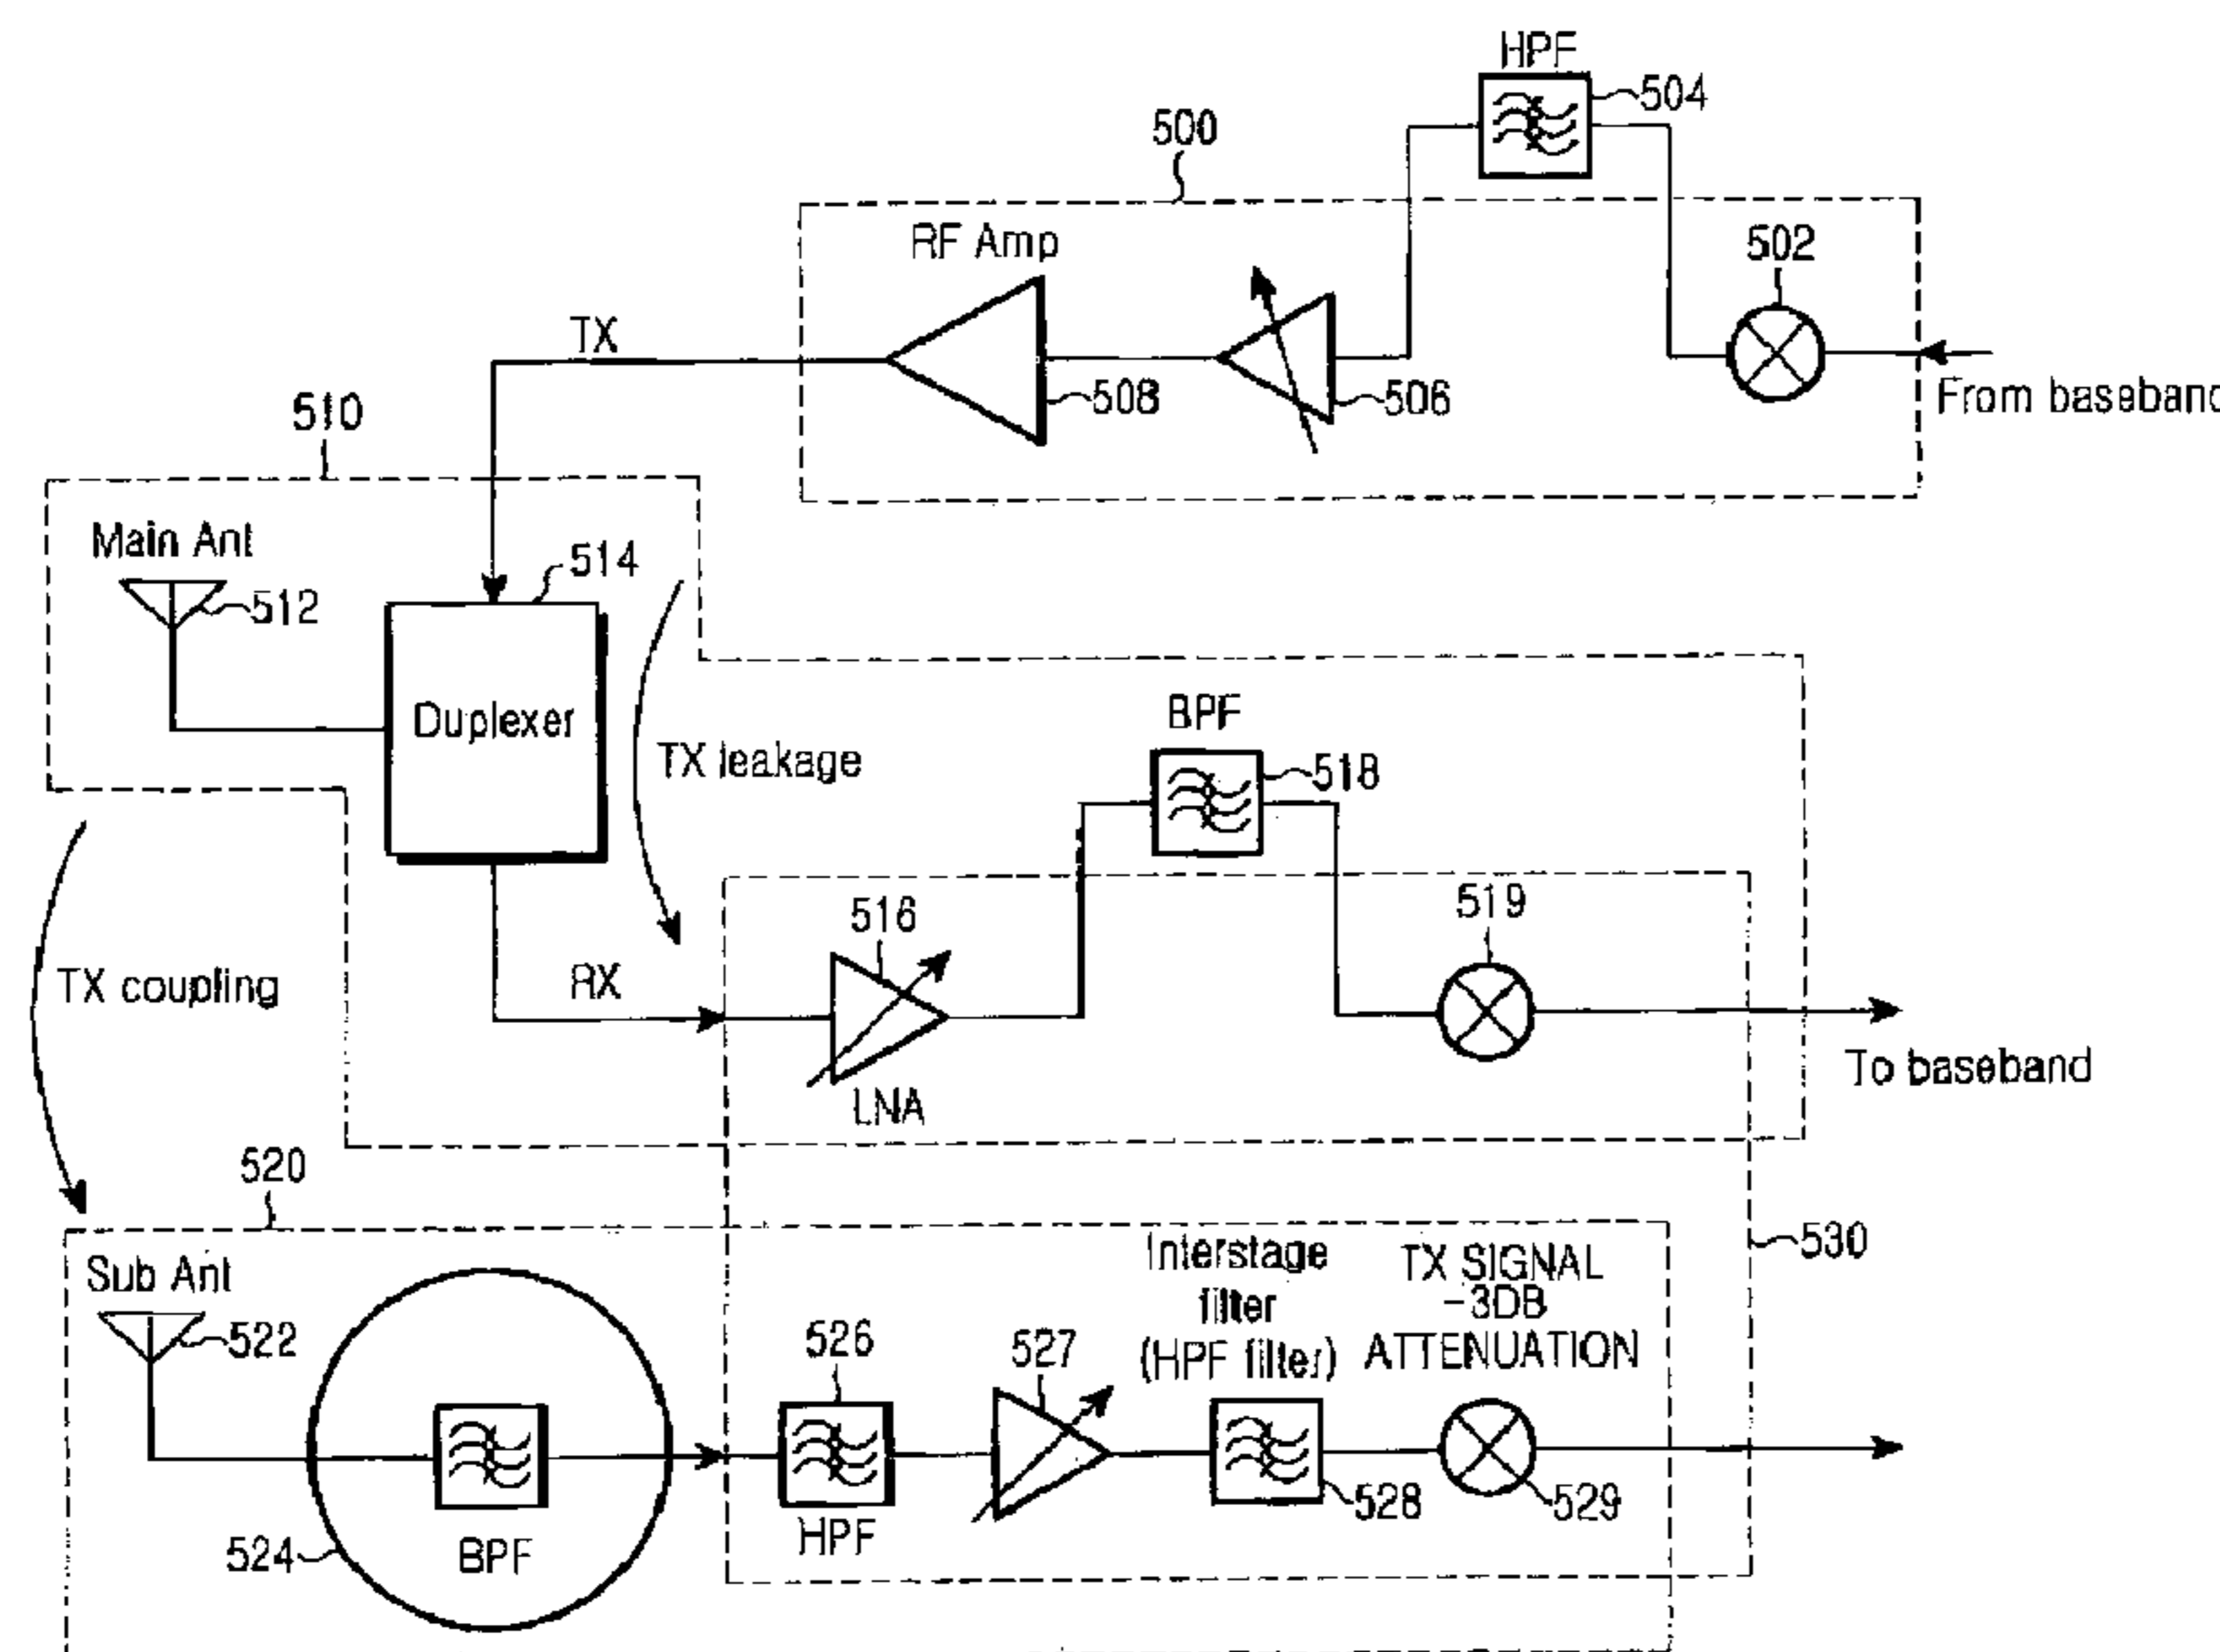 HPF
504
500
502
RF Amp
TX
508
506
From baseband
510
Main Ant
514
512
Duplexer
TX leakage
BPF
518
516
519
RX
TX coupling
LNA
To baseband
520
530
Sub Ant
522
526
527
Interstage
filter
(HPF filter)
TX SIGNAL
-3DB
ATTENUATION
528
529
HPF
524
BPF